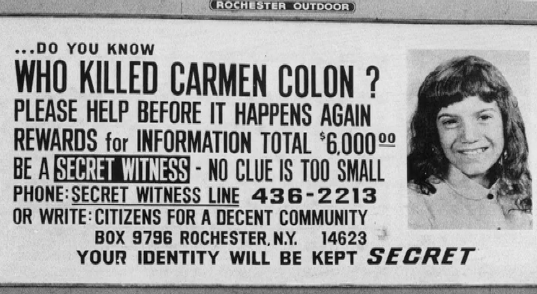 ROCHESTER OUTDOOR
...DO YOU KNOW
WHO KILLED CARMEN COLON ?
PLEASE HELP BEFORE IT HAPPENS AGAIN
REWARDS for INFORMATION TOTAL $6,000 00
BE A SECRET WITNESS - NO CLUE IS TOO SMALL
PHONE: SECRET WITNESS LINE 436-2213
OR WRITE: CITIZENS FOR A DECENT COMMUNITY
BOX 9796 ROCHESTER, N.Y. 14623
YOUR IDENTITY WILL BE KEPT SECRET